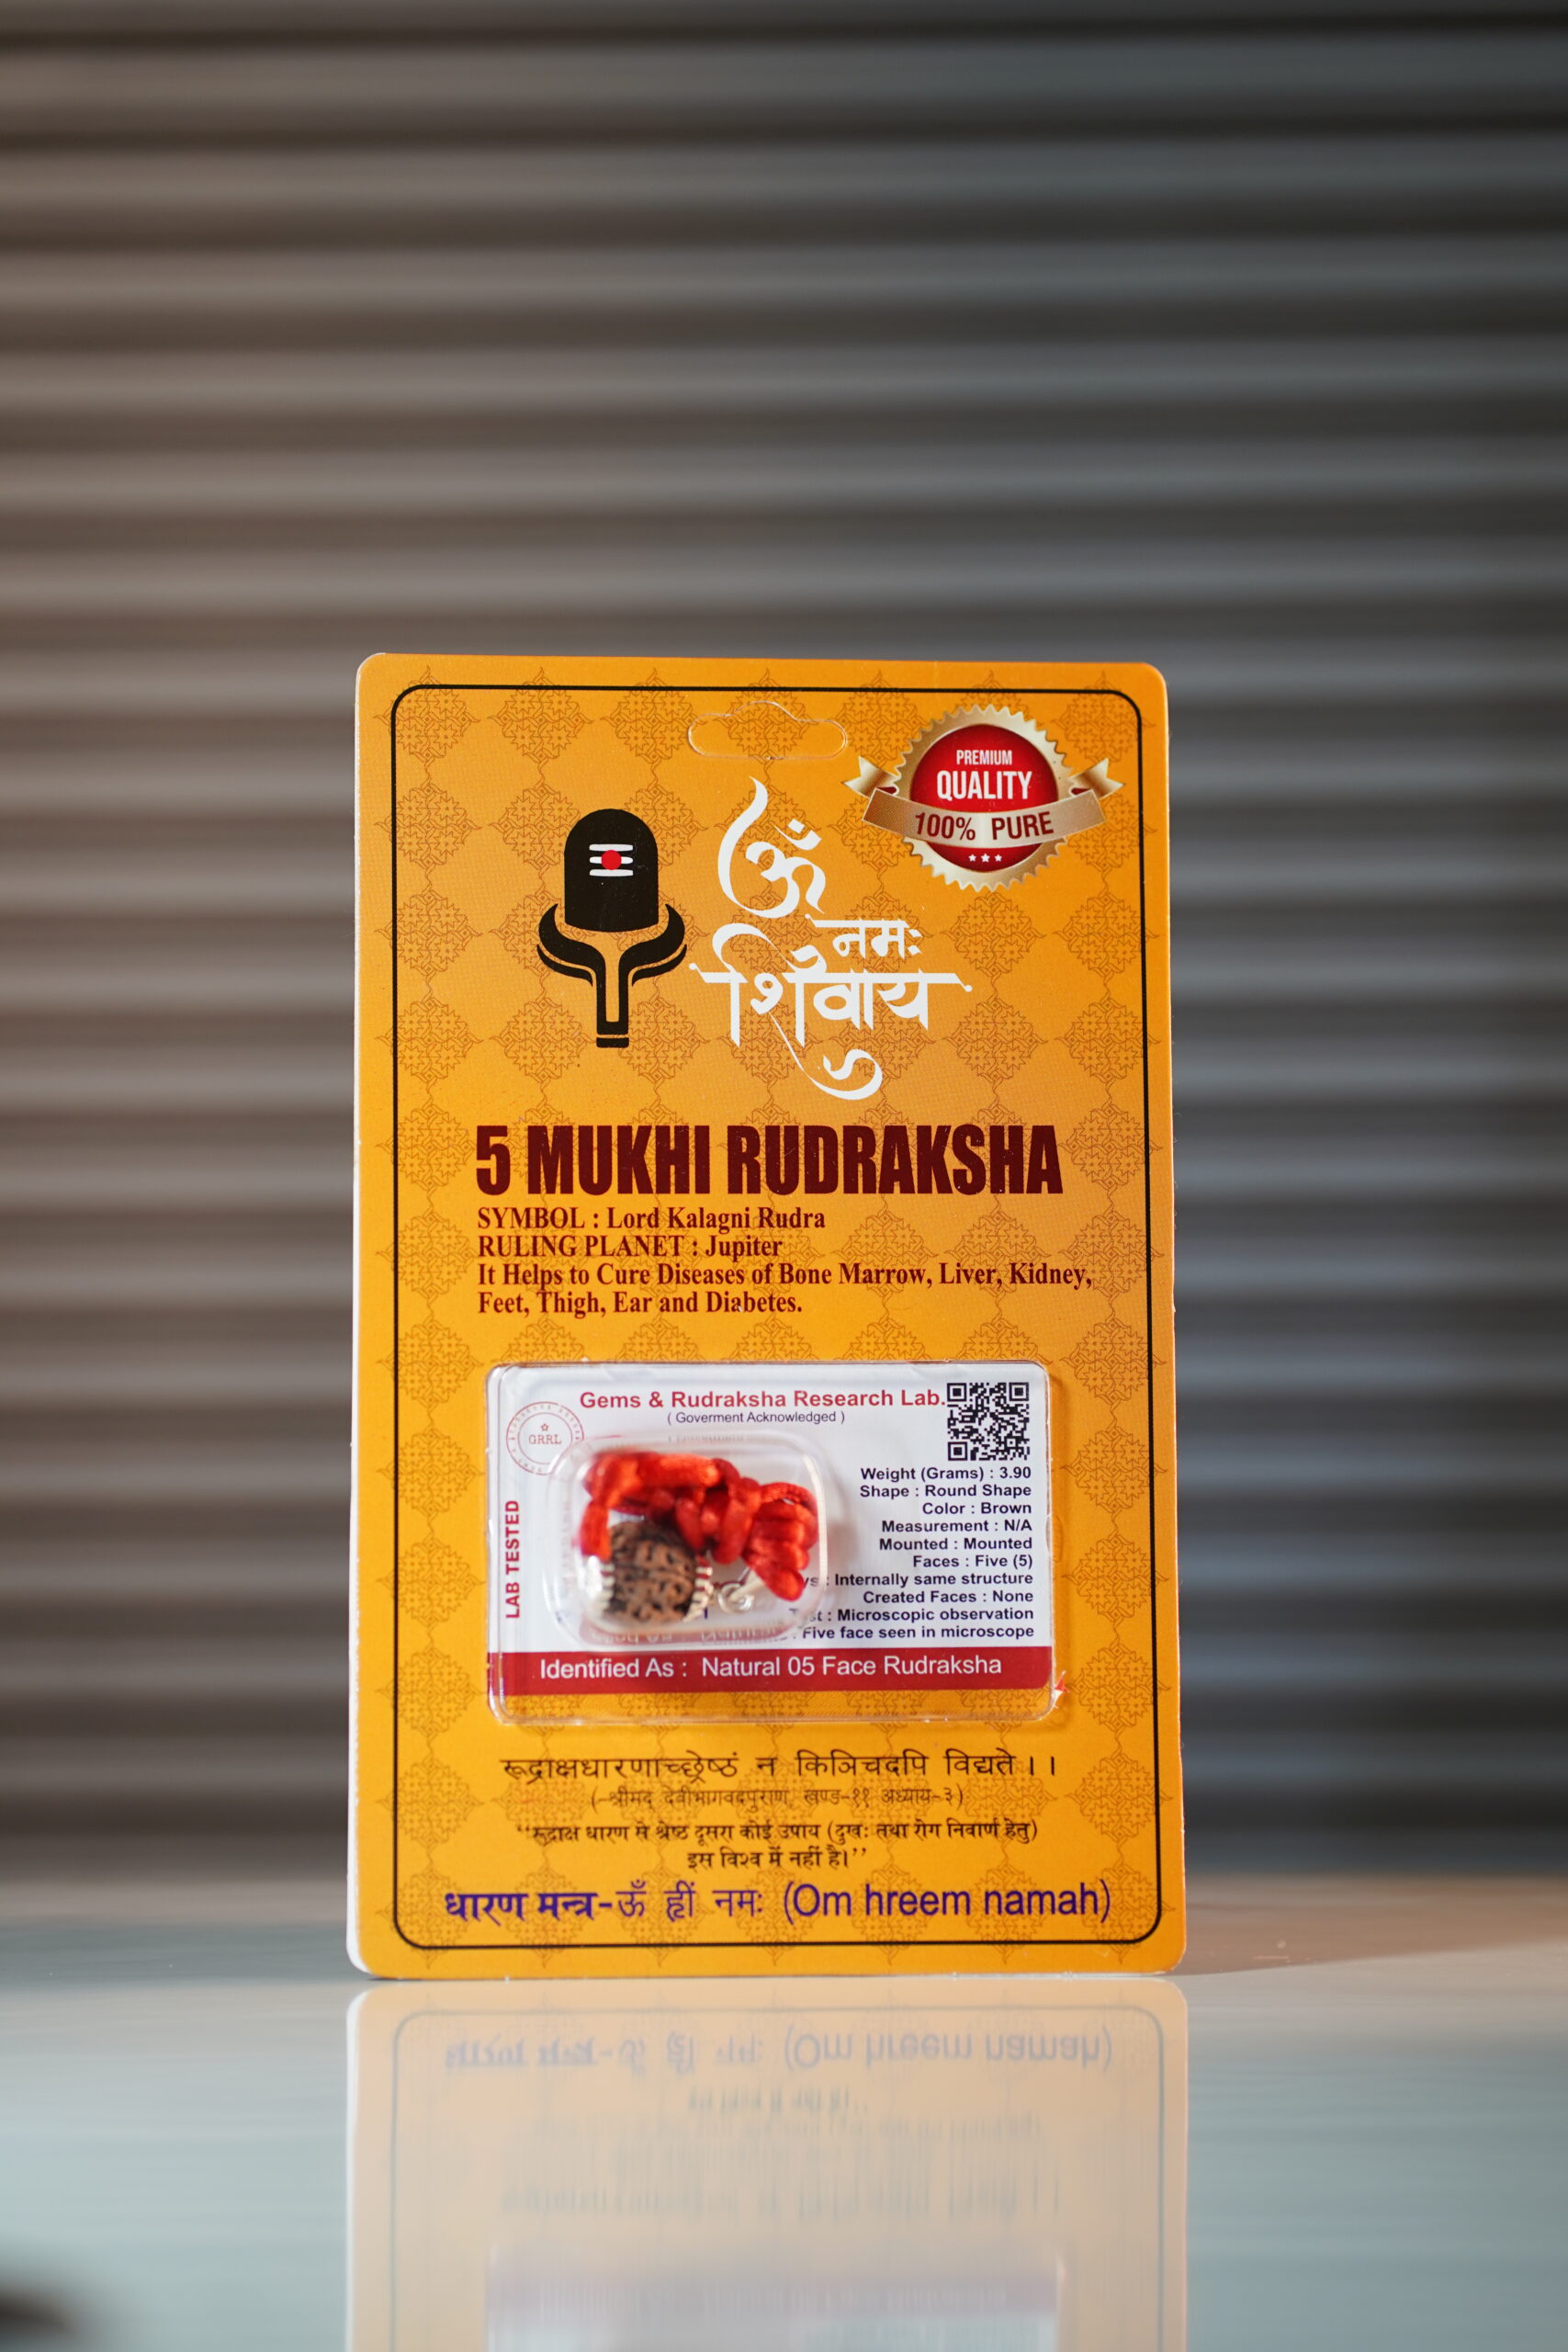 PREMIUM
QUALITY
100% PURE
ॐ
नमः
शिवाय
5 MUKHI RUDRAKSHA
SYMBOL : Lord Kalagni Rudra
RULING PLANET : Jupiter
It Helps to Cure Diseases of Bone Marrow, Liver, Kidney,
Feet, Thigh, Ear and Diabetes.
Gems & Rudraksha Research Lab.
( Goverment Acknowledged )
GRRL
LAB TESTED
Weight (Grams) : 3.90
Shape : Round Shape
Color : Brown
Measurement : N/A
Mounted : Mounted
Faces : Five (5)
: Internally same structure
Created Faces : None
: Microscopic observation
: Five face seen in microscope
Identified As : Natural 05 Face Rudraksha
रूद्राक्षधारणाच्छ्रेष्ठं न किञिचदपि विद्यते।।
(-श्रीमद् देवीभागवदपुराण, खण्ड-११ अध्याय-३)
‘‘रूद्राक्ष धारण से श्रेष्ठ दूसरा कोई उपाय (दुखः तथा रोग निवार्ण हेतु)
इस विश्व में नहीं है।’’
धारण मन्त्र-ॐ ह्रीं नमः (Om hreem namah)